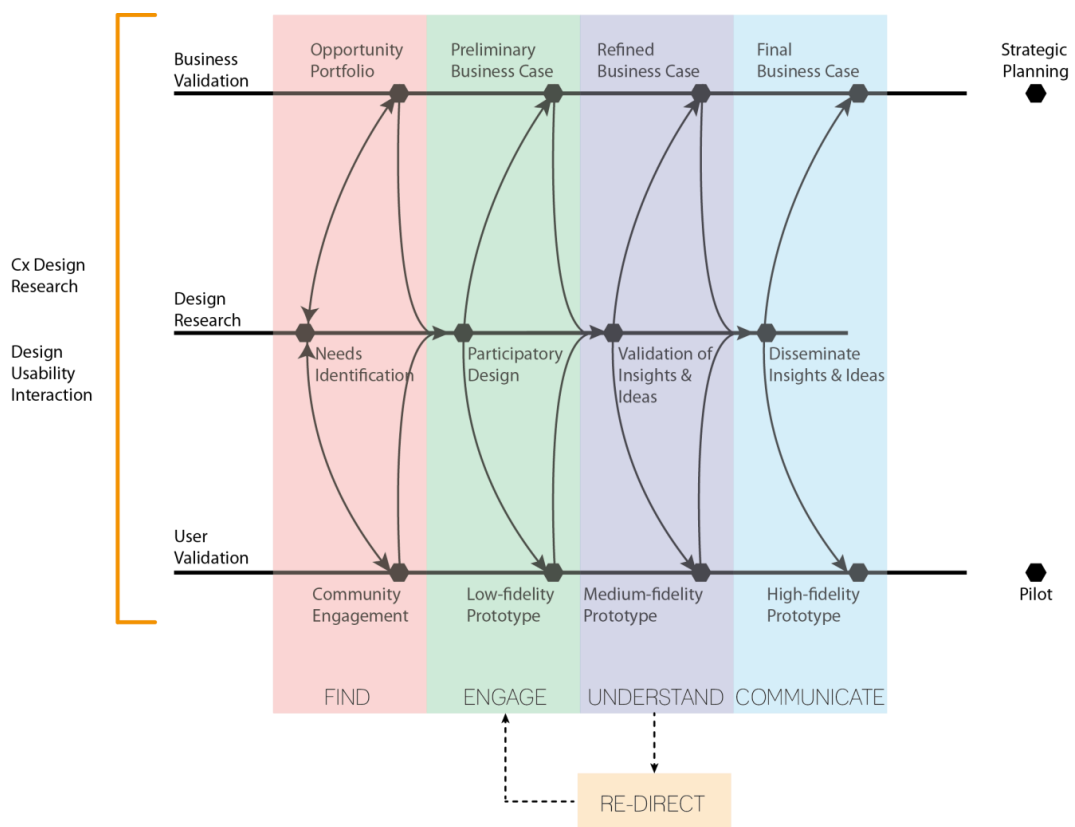 Business
Validation
Opportunity
Portfolio
Preliminary
Business Case
Refined
Business Case
Final
Business Case
Strategic
Planning
Cx Design
Research
Design
Usability
Interaction
Design
Research
Needs
Identification
Participatory
Design
Validation of
Insights &
Ideas
Disseminate
Insights & Ideas
User
Validation
Community
Engagement
Low-fidelity
Prototype
Medium-fidelity
Prototype
High-fidelity
Prototype
Pilot
FIND
ENGAGE
UNDERSTAND
COMMUNICATE
RE-DIRECT